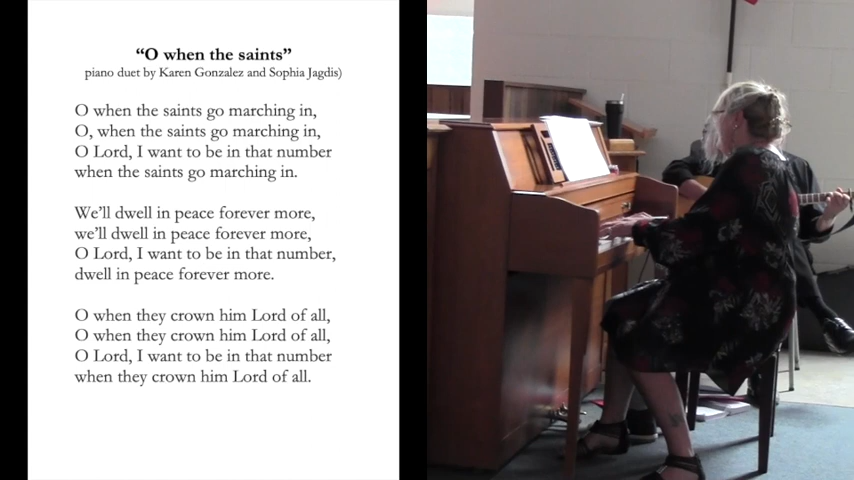 “O when the saints”
piano duet by Karen Gonzalez and Sophia Jagdis)
O when the saints go marching in,
O, when the saints go marching in,
O Lord, I want to be in that number
when the saints go marching in.
We’ll dwell in peace forever more,
we’ll dwell in peace forever more,
O Lord, I want to be in that number,
dwell in peace forever more.
O when they crown him Lord of all,
O when they crown him Lord of all,
O Lord, I want to be in that number
when they crown him Lord of all.